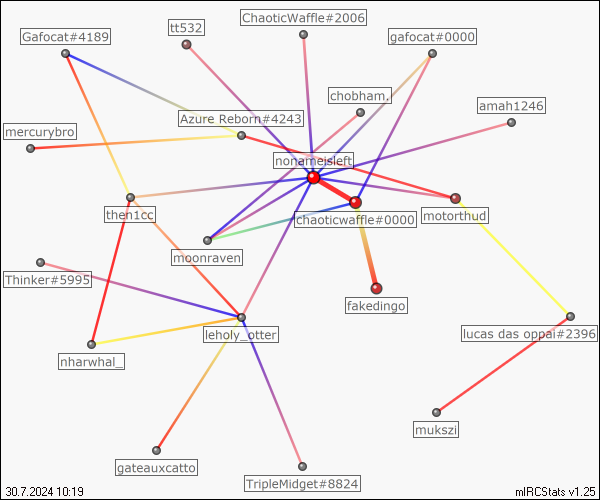 ChaoticWaffle#2006
tt532
Gafocat#4189
gafocat#0000
chobham,
amah1246
Azure Reborn#4243
mercurybro
nonameisleft
then1cc
chaoticwaffle#0000
motorthud
moonraven
Thinker#5995
fakedingo
leholy_otter
lucas das oppai#2396
nharwhal_
mukszi
gateauxcatto
TripleMidget#8824
30.7.2024 10:19
mIRCStats v1.25